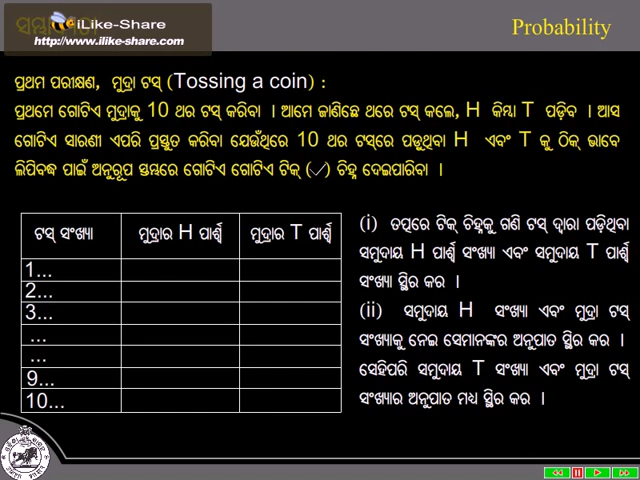 iLike-Share
http://www.ilike-share.com
Probability
ପ୍ରଥମ ପରୀକ୍ଷଣ, ମୁଦ୍ରା ଟସ୍ (Tossing a coin) :
ପ୍ରଥମେ ଗୋଟିଏ ମୁଦ୍ରାକୁ 10 ଥର ଟସ୍ କରିବା । ଆମେ ଜାଣିଛେ ଥରେ ଟସ୍ କଲେ, H କିମ୍ବା T ପଡ଼ିବ । ଆସ
ଗୋଟିଏ ସାରଣୀ ଏପରି ପ୍ରସ୍ତୁତ କରିବା ଯେଉଁଥିରେ 10 ଥର ଟସ୍‌ରେ ପଡୁଥିବା H ଏବଂ T କୁ ଠିକ୍ ଭାବେ
ଲିପିବଦ୍ଧ ପାଇଁ ଅନୁରୂପ ସ୍ତମ୍ଭରେ ଗୋଟିଏ ଗୋଟିଏ ଟିକ୍ (✓) ଚିହ୍ନ ଦେଇପାରିବା ।
ଟସ୍ ସଂଖ୍ୟା ମୁଦ୍ରାର H ପାର୍ଶ୍ୱ ମୁଦ୍ରାର T ପାର୍ଶ୍ୱ
1...
2...
3...
...
...
9...
10...
(i) ତତ୍ପରେ ଟିକ୍ ଚିହ୍ନକୁ ଗଣି ଟସ୍ ଦ୍ୱାରା ପଡ଼ିଥିବା
ସମୁଦାୟ H ପାର୍ଶ୍ୱ ସଂଖ୍ୟା ଏବଂ ସମୁଦାୟ T ପାର୍ଶ୍ୱ
ସଂଖ୍ୟା ସ୍ଥିର କର ।
(ii) ସମୁଦାୟ H ସଂଖ୍ୟା ଏବଂ ମୁଦ୍ରା ଟସ୍
ସଂଖ୍ୟାକୁ ନେଇ ସେମାନଙ୍କର ଅନୁପାତ ସ୍ଥିର କର ।
ସେହିପରି ସମୁଦାୟ T ସଂଖ୍ୟା ଏବଂ ମୁଦ୍ରା ଟସ୍
ସଂଖ୍ୟାର ଅନୁପାତ ମଧ୍ୟ ସ୍ଥିର କର ।